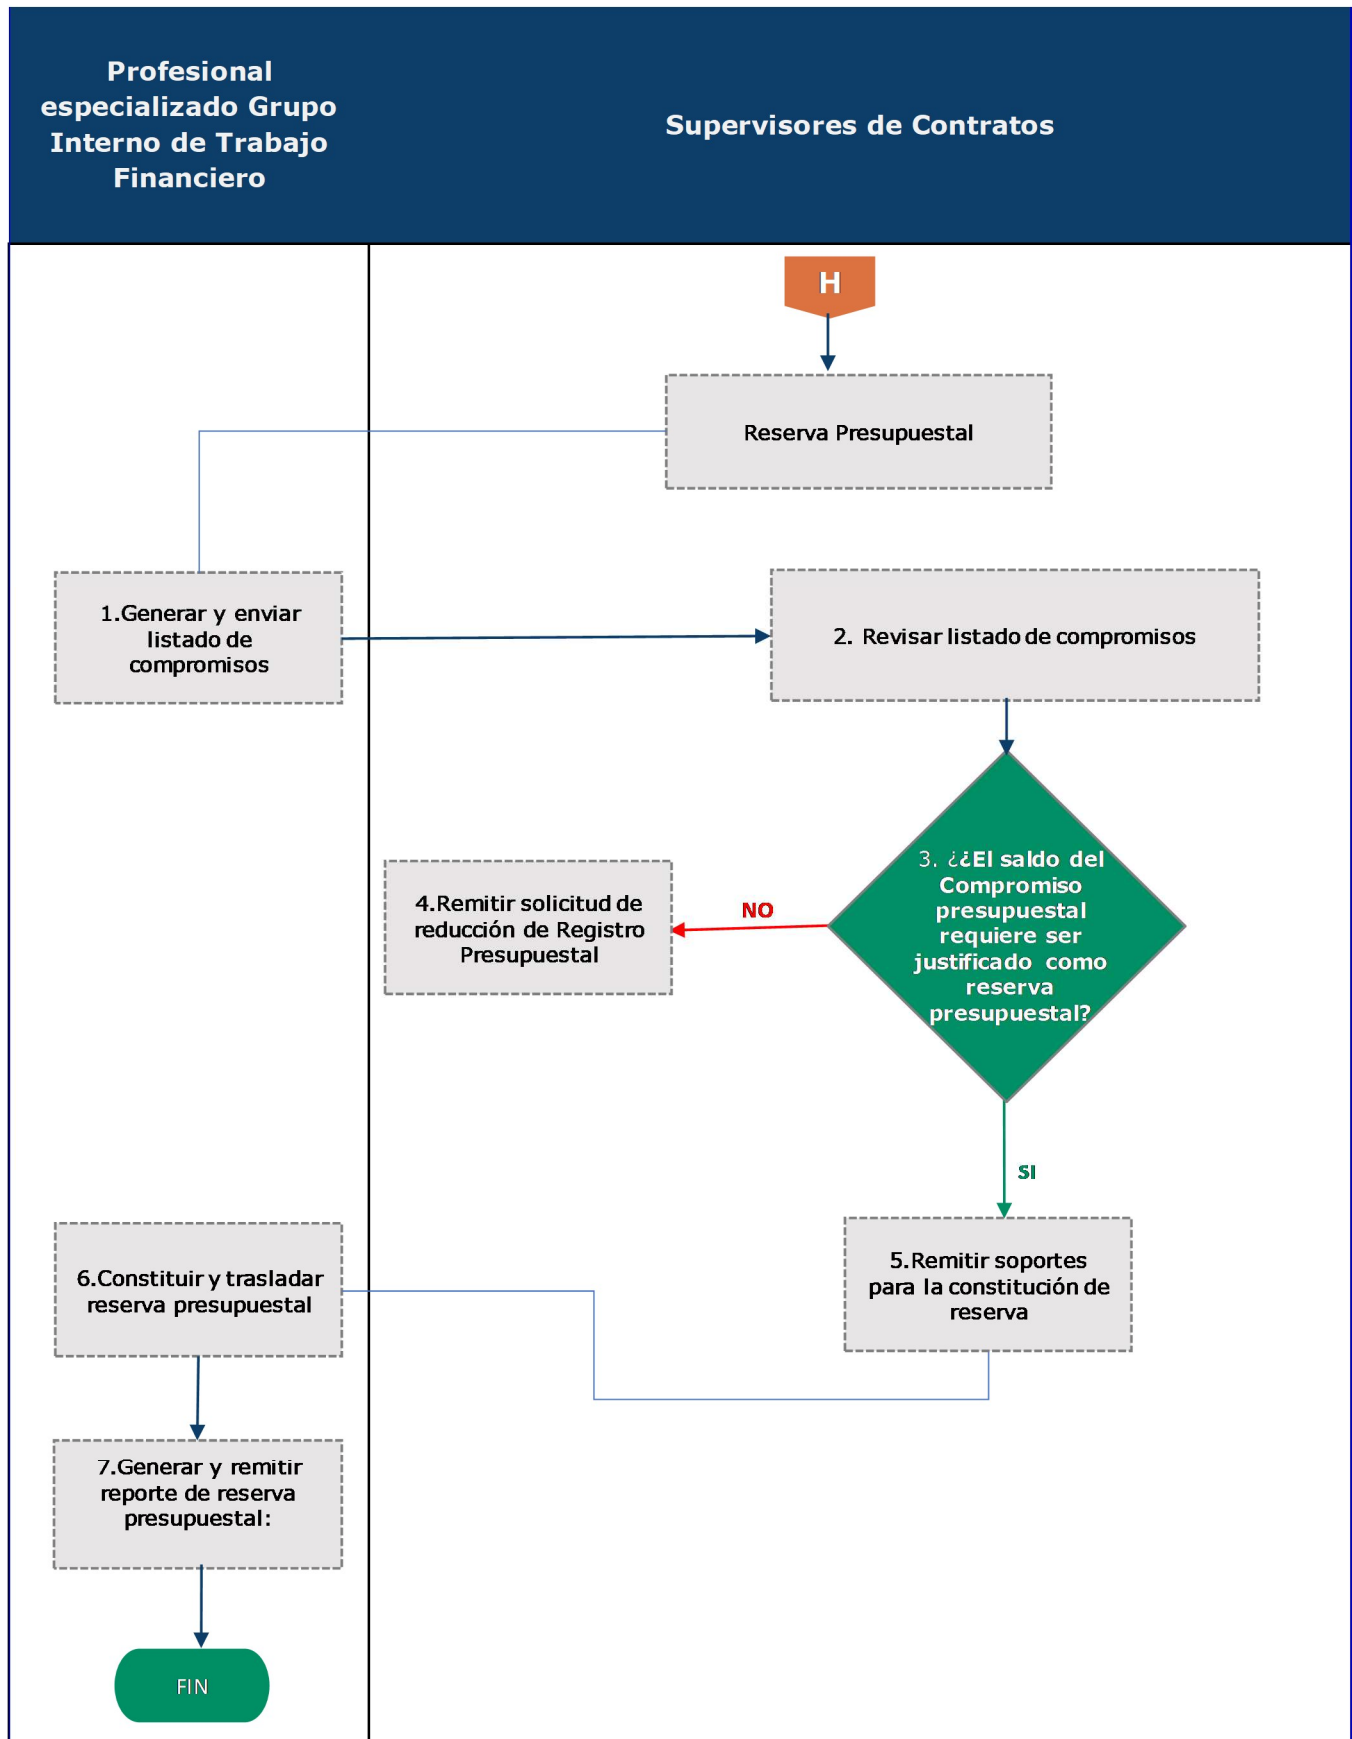 Profesional
especializado Grupo
Interno de Trabajo
Financiero
Supervisores de Contratos
H
Reserva Presupuestal
1.Generar y enviar
listado de
compromisos
2. Revisar listado de compromisos
3. ¿¿El saldo del
Compromiso
presupuestal
requiere ser
justificado como
reserva
presupuestal?
4.Remitir solicitud de
reducción de Registro
Presupuestal
NO
SI
5.Remitir soportes
para la constitución de
reserva
6.Constituir y trasladar
reserva presupuestal
7.Generar y remitir
reporte de reserva
presupuestal:
FIN